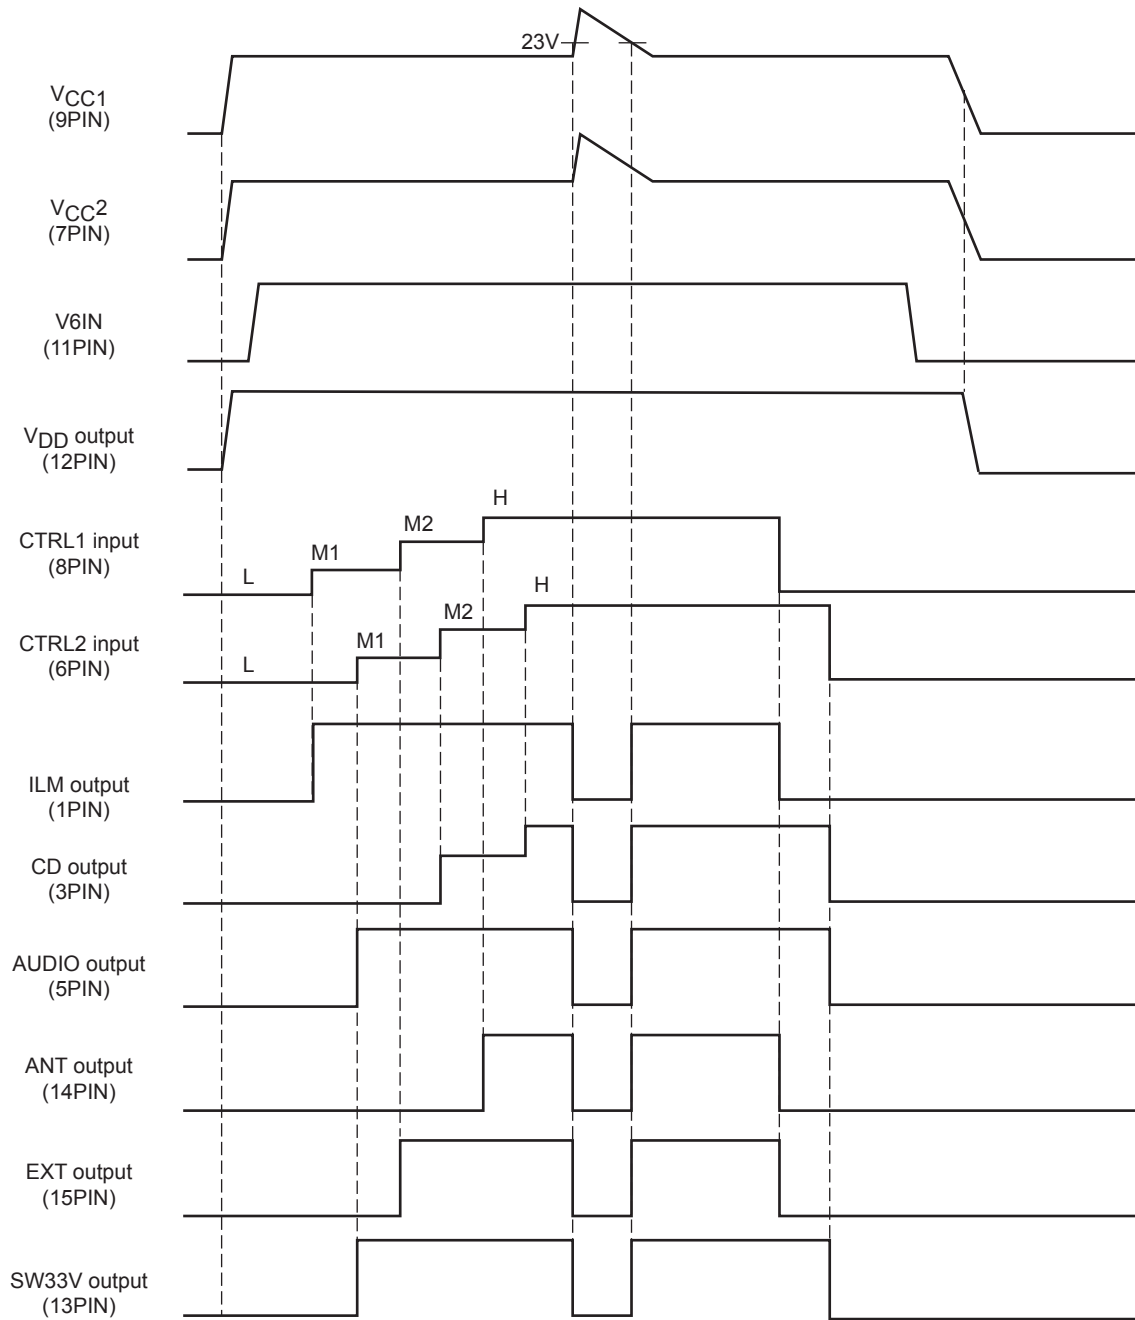 23V
VCC1
(9PIN)
VCC2
(7PIN)
V6IN
(11PIN)
VDD output
(12PIN)
H
M2
CTRL1 input
(8PIN)
M1
L
H
M2
CTRL2 input
(6PIN)
M1
L
ILM output
(1PIN)
CD output
(3PIN)
AUDIO output
(5PIN)
ANT output
(14PIN)
EXT output
(15PIN)
SW33V output
(13PIN)